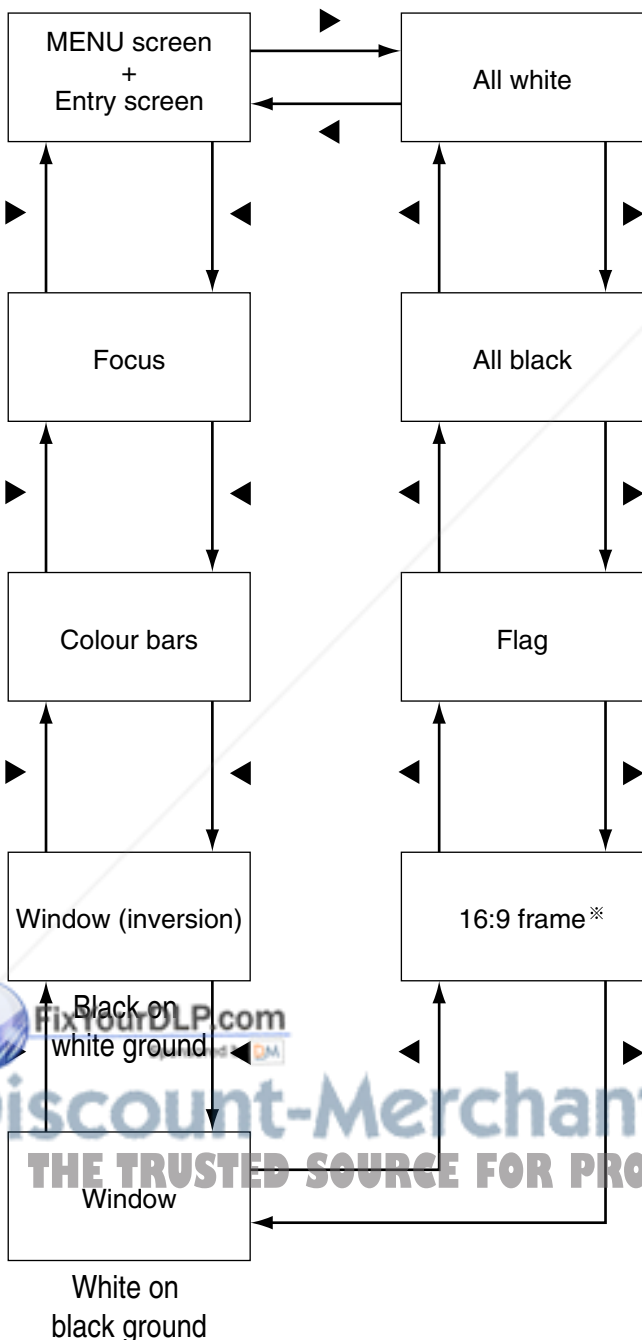 MENU screen
+
Entry screen
All white
Focus
All black
Colour bars
Flag
Window (inversion)
16:9 frame※
Black on
white ground
FixYourDLP.com
Discount-Merchant
THE TRUSTED SOURCE FOR PRO
Window
White on
black ground